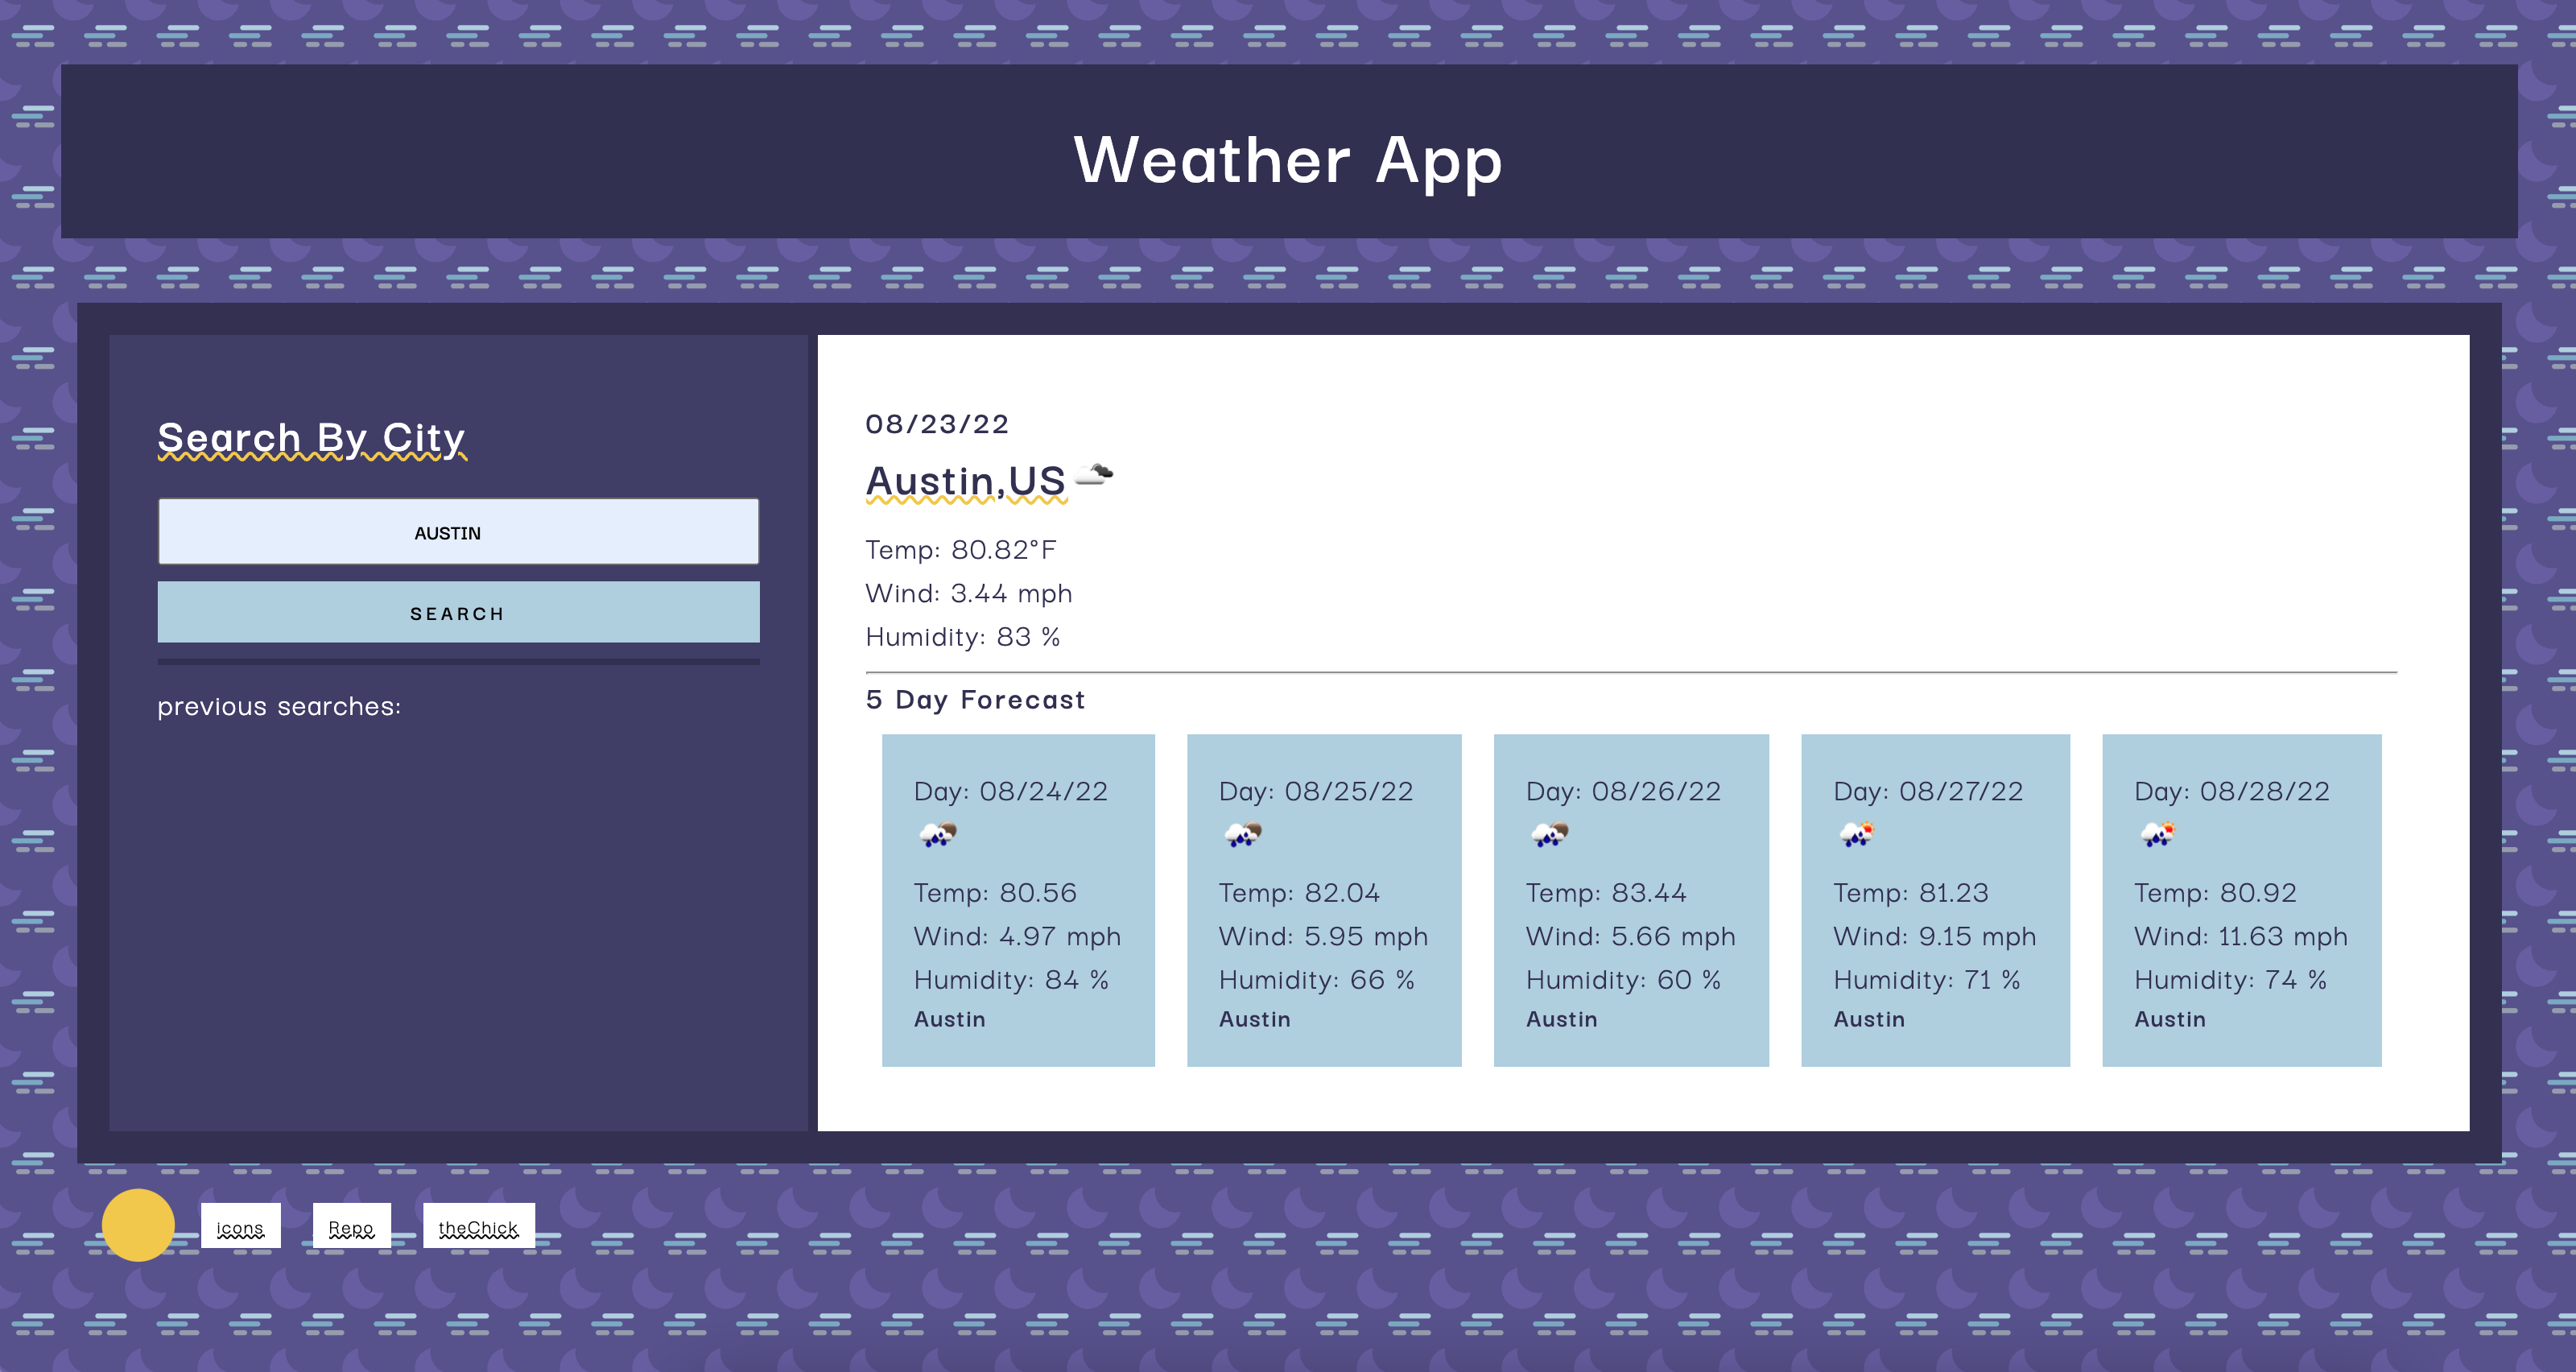 Weather App
Search By City
AUSTIN
SEARCH
previous searches:
08/23/22
Austin,US
Temp: 80.82°F
Wind: 3.44 mph
Humidity: 83 %
5 Day Forecast
Day: 08/24/22
Temp: 80.56
Wind: 4.97 mph
Humidity: 84 %
Austin
Day: 08/25/22
Temp: 82.04
Wind: 5.95 mph
Humidity: 66 %
Austin
Day: 08/26/22
Temp: 83.44
Wind: 5.66 mph
Humidity: 60 %
Austin
Day: 08/27/22
Temp: 81.23
Wind: 9.15 mph
Humidity: 71 %
Austin
Day: 08/28/22
Temp: 80.92
Wind: 11.63 mph
Humidity: 74 %
Austin
icons
Repo
theChick